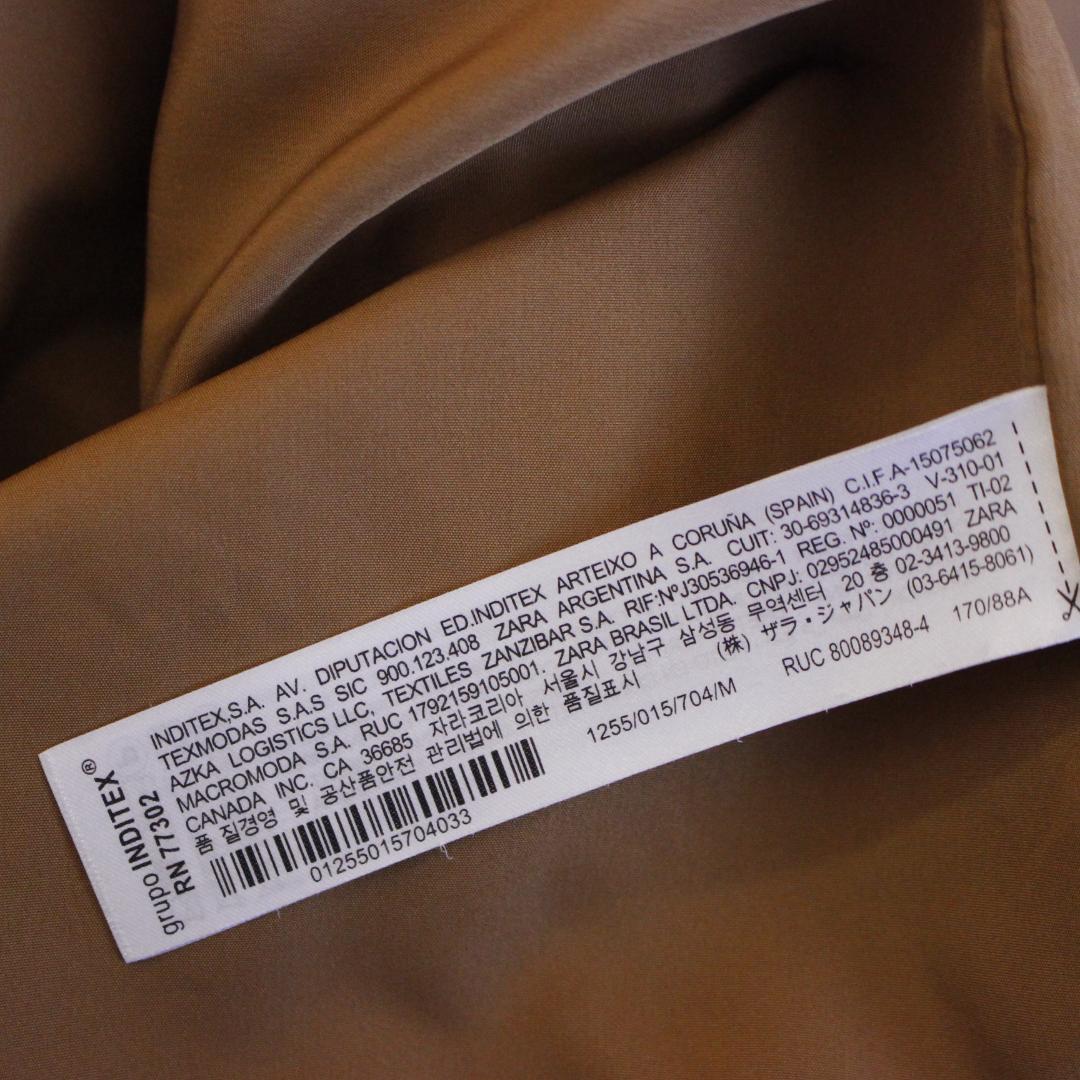 grupo INDITEX®
RN 77302
INDITEX,S.A. AV. DIPUTACION ED.INDITEX ARTEIXO A CORUÑA (SPAIN) C.I.F.A-15075062
TEXMODAS S.A.S SIC 900.123.408 ZARA ARGENTINA S.A. CUIT: 30-69314836-3 V-310-01
AZKA LOGISTICS LLC, TEXTILES ZANZIBAR S.A. RIF:NºJ30536946-1 REG. Nº: 0000051 TI-02
MACROMODA S.A. RUC 1792159105001, ZARA BRASIL LTDA. CNPJ: 02952485000491 ZARA
CANADA INC. CA 36685 자라코리아 서울시 강남구 삼성동 무역센터 20 층 02-3413-9800
품 질경영 및 공산품안전 관리법에 의한 품질표시 (株) ザラ・ジャパン (03-6415-8061)
1255/015/704/M RUC 80089348-4 170/88A
01255015704033